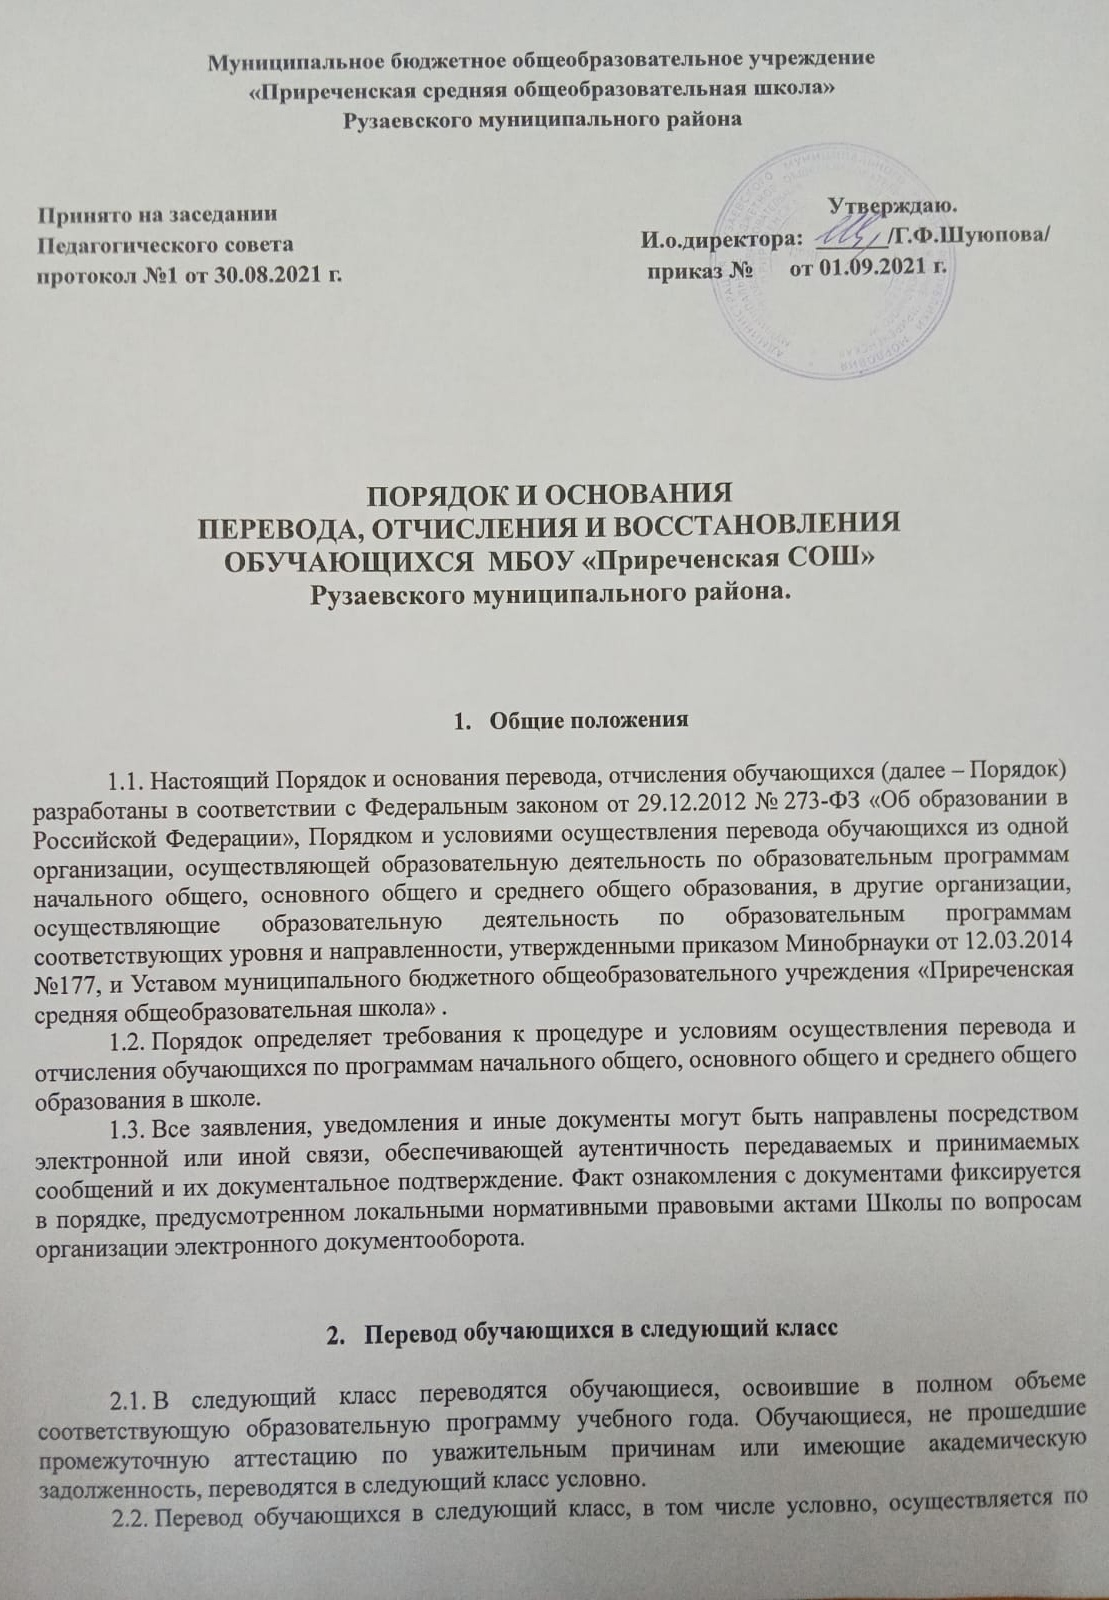 Муниципальное бюджетное общеобразовательное учреждение
«Приреченская средняя общеобразовательная школа»
Рузаевского муниципального района
Принято на заседании
Педагогического совета
протокол №1 от 30.08.2021 г.
Утверждаю.
И.о.директора: ______/Г.Ф.Шуюпова/
приказ № от 01.09.2021 г.
ПОРЯДОК И ОСНОВАНИЯ
ПЕРЕВОДА, ОТЧИСЛЕНИЯ И ВОССТАНОВЛЕНИЯ
ОБУЧАЮЩИХСЯ МБОУ «Приреченская СОШ»
Рузаевского муниципального района.
1. Общие положения
1.1. Настоящий Порядок и основания перевода, отчисления обучающихся (далее – Порядок)
разработаны в соответствии с Федеральным законом от 29.12.2012 № 273-ФЗ «Об образовании в
Российской Федерации», Порядком и условиями осуществления перевода обучающихся из одной
организации, осуществляющей образовательную деятельность по образовательным программам
начального общего, основного общего и среднего общего образования, в другие организации,
осуществляющие образовательную деятельность по образовательным программам
соответствующих уровня и направленности, утвержденными приказом Минобрнауки от 12.03.2014
№177, и Уставом муниципального бюджетного общеобразовательного учреждения «Приреченская
средняя общеобразовательная школа» .
1.2. Порядок определяет требования к процедуре и условиям осуществления перевода и
отчисления обучающихся по программам начального общего, основного общего и среднего общего
образования в школе.
1.3. Все заявления, уведомления и иные документы могут быть направлены посредством
электронной или иной связи, обеспечивающей аутентичность передаваемых и принимаемых
сообщений и их документальное подтверждение. Факт ознакомления с документами фиксируется
в порядке, предусмотренном локальными нормативными правовыми актами Школы по вопросам
организации электронного документооборота.
2. Перевод обучающихся в следующий класс
2.1. В следующий класс переводятся обучающиеся, освоившие в полном объеме
соответствующую образовательную программу учебного года. Обучающиеся, не прошедшие
промежуточную аттестацию по уважительным причинам или имеющие академическую
задолженность, переводятся в следующий класс условно.
2.2. Перевод обучающихся в следующий класс, в том числе условно, осуществляется по